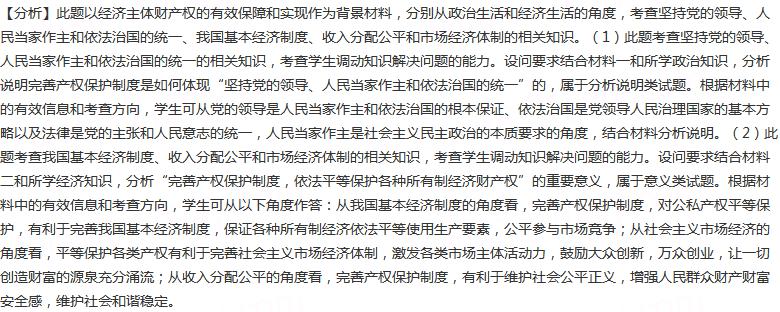 【分析】此题以经济主体财产权的有效保障和实现作为背景材料，分别从政治生活和经济生活的角度，考查坚持党的领导、人
民当家作主和依法治国的统一、我国基本经济制度、收入分配公平和市场经济体制的相关知识。（1）此题考查坚持党的领导、
人民当家作主和依法治国的统一的相关知识，考查学生调动知识解决问题的能力。设问要求结合材料一和所学政治知识，分析
说明完善产权保护制度是如何体现“坚持党的领导、人民当家作主和依法治国的统一”的，属于分析说明类试题。根据材料中
的有效信息和考查方向，学生可从党的领导是人民当家作主和依法治国的根本保证、依法治国是党领导人民治理国家的基本方
略以及法律是党的主张和人民意志的统一，人民当家作主是社会主义民主政治的本质要求的角度，结合材料分析说明。（2）此
题考查我国基本经济制度、收入分配公平和市场经济体制的相关知识，考查学生调动知识解决问题的能力。设问要求结合材料
二和所学经济知识，分析“完善产权保护制度，依法平等保护各种所有制经济财产权”的重要意义，属于意义类试题。根据材
料中的有效信息和考查方向，学生可从以下角度作答：从我国基本经济制度的角度看，完善产权保护制度，对公私产权平等保
护，有利于完善我国基本经济制度，保证各种所有制经济依法平等使用生产要素，公平参与市场竞争；从社会主义市场经济的
角度看，平等保护各类产权有利于完善社会主义市场经济体制，激发各类市场主体活动力，鼓励大众创新，万众创业，让一切
创造财富的源泉充分涌流；从收入分配公平的角度看，完善产权保护制度，有利于维护社会公平正义，增强人民群众财产财富
安全感，维护社会和谐稳定。